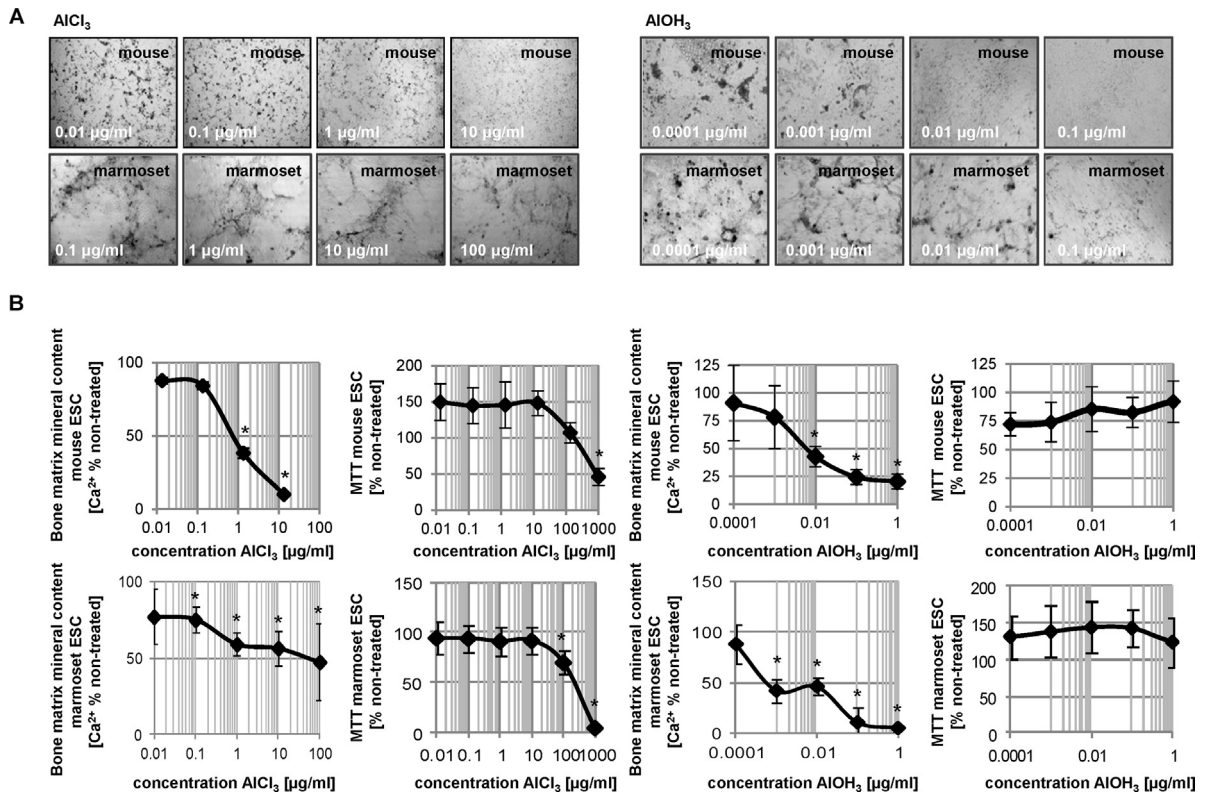 A
AlCl3
AlOH3
mouse
mouse
mouse
mouse
0.01 µg/ml
0.1 µg/ml
1 µg/ml
10 µg/ml
mouse
mouse
mouse
mouse
0.0001 µg/ml
0.001 µg/ml
0.01 µg/ml
0.1 µg/ml
marmoset
marmoset
marmoset
marmoset
0.1 µg/ml
1 µg/ml
10 µg/ml
100 µg/ml
marmoset
marmoset
marmoset
marmoset
0.0001 µg/ml
0.001 µg/ml
0.01 µg/ml
0.1 µg/ml
B
Bone matrix mineral content
mouse ESC
[Ca2+ % non-treated]
100
50
0
* *
0.01 0.1 1 10 100
concentration AlCl3 [µg/ml]
MTT mouse ESC
[% non-treated]
200
150
100
50
0
*
0.01 0.1 1 10 100 1000
concentration AlCl3 [µg/ml]
Bone matrix mineral content
mouse ESC
[Ca2+ % non-treated]
125
100
75
50
25
0
* * *
0.0001 0.01 1
concentration AlOH3 [µg/ml]
MTT mouse ESC
[% non-treated]
125
100
75
50
25
0
0.0001 0.01 1
concentration AlOH3 [µg/ml]
Bone matrix mineral content
marmoset ESC
[Ca2+ % non-treated]
100
50
0
* * * *
0.01 0.1 1 10 100
concentration AlCl3 [µg/ml]
MTT marmoset ESC
[% non-treated]
150
100
50
0
* *
0.01 0.1 1 10 100 1000
concentration AlCl3 [µg/ml]
Bone matrix mineral content
marmoset ESC
[Ca2+ % non-treated]
150
100
50
0
* * * *
0.0001 0.01 1
concentration AlOH3 [µg/ml]
MTT marmoset ESC
[% non-treated]
200
150
100
50
0
0.0001 0.01 1
concentration AlOH3 [µg/ml]